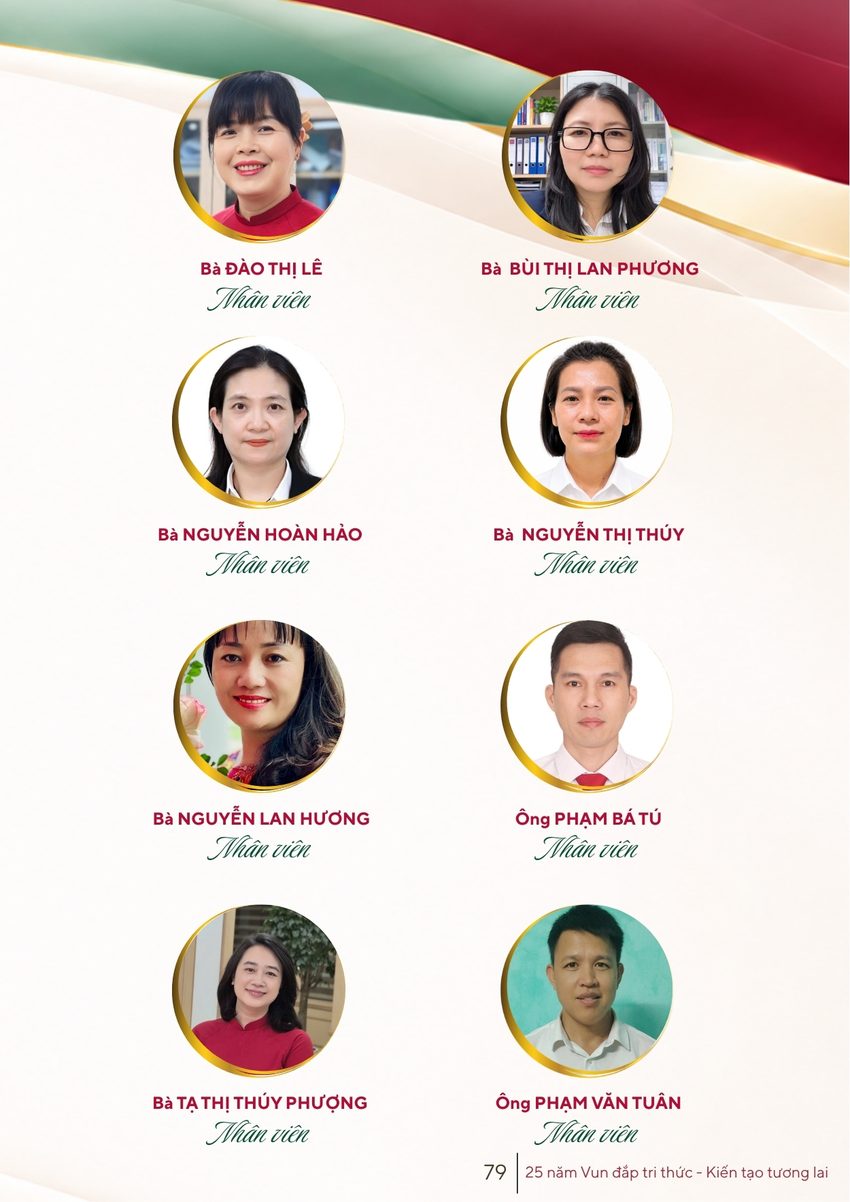 Bà ĐÀO THỊ LÊ
Nhân viên
Bà BÙI THỊ LAN PHƯƠNG
Nhân viên
Bà NGUYỄN HOÀN HẢO
Nhân viên
Bà NGUYỄN THỊ THÚY
Nhân viên
Bà NGUYỄN LAN HƯƠNG
Nhân viên
Ông PHẠM BÁ TÚ
Nhân viên
Bà TẠ THỊ THÚY PHƯỢNG
Nhân viên
Ông PHẠM VĂN TUÂN
Nhân viên
79 25 năm Vun đắp tri thức - Kiến tạo tương lai